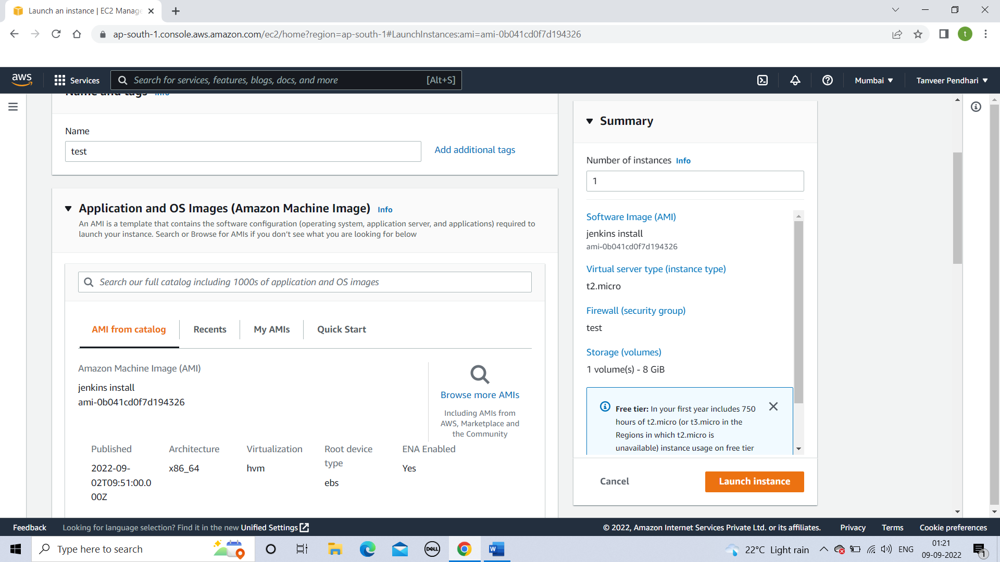 Launch an instance | EC2 Manage
ap-south-1.console.aws.amazon.com/ec2/home?region=ap-south-1#LaunchInstances:ami=ami-0b041cd0f7d194326
t
aws
Services
Search for services, features, blogs, docs, and more [Alt+S]
Mumbai
Tanveer Pendhari
Name and tags Info
Name
test
Add additional tags
Application and OS Images (Amazon Machine Image) Info
An AMI is a template that contains the software configuration (operating system, application server, and applications) required to
launch your instance. Search or Browse for AMIs if you don't see what you are looking for below
Search our full catalog including 1000s of application and OS images
AMI from catalog
Recents
My AMIs
Quick Start
Amazon Machine Image (AMI)
jenkins install
ami-0b041cd0f7d194326
Browse more AMIs
Including AMIs from
AWS, Marketplace and
the Community
Published
2022-09-
02T09:51:00.0
00Z
Architecture
x86_64
Virtualization
hvm
Root device
type
ebs
ENA Enabled
Yes
Summary
Number of instances Info
1
Software Image (AMI)
jenkins install
ami-0b041cd0f7d194326
Virtual server type (instance type)
t2.micro
Firewall (security group)
test
Storage (volumes)
1 volume(s) - 8 GiB
Free tier: In your first year includes 750
hours of t2.micro (or t3.micro in the
Regions in which t2.micro is
unavailable) instance usage on free tier
Cancel
Launch instance
Feedback
Looking for language selection? Find it in the new Unified Settings
© 2022, Amazon Internet Services Private Ltd. or its affiliates.
Privacy
Terms
Cookie preferences
Type here to search
DELL
W
22°C Light rain
ENG
01:21
09-09-2022
1